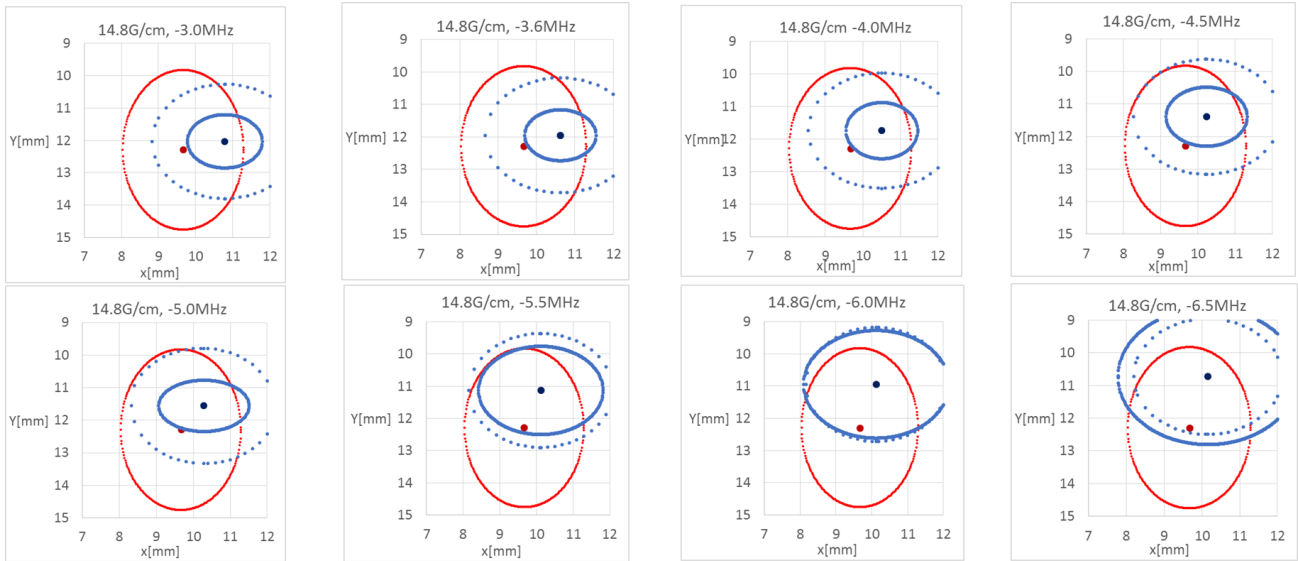 14.8G/cm, -3.0MHz
9
10
11
Y[mm] 12
13
14
15
7 8 9 10 11 12
x[mm]
14.8G/cm, -3.6MHz
9
10
11
Y[mm] 12
13
14
15
7 8 9 10 11 12
x[mm]
14.8G/cm, -4.0MHz
9
10
11
Y[mm]12
13
14
15
7 8 9 10 11 12
x[mm]
14.8G/cm, -4.5MHz
9
10
11
Y[mm] 12
13
14
15
7 8 9 10 11 12
x[mm]
14.8G/cm, -5.0MHz
9
10
11
Y[mm] 12
13
14
15
7 8 9 10 11 12
x[mm]
14.8G/cm, -5.5MHz
9
10
11
Y[mm] 12
13
14
15
7 8 9 10 11 12
x[mm]
14.8G/cm, -6.0MHz
9
10
11
Y[mm] 12
13
14
15
7 8 9 10 11 12
x[mm]
14.8G/cm, -6.5MHz
9
10
11
Y[mm] 12
13
14
15
7 8 9 10 11 12
x[mm]